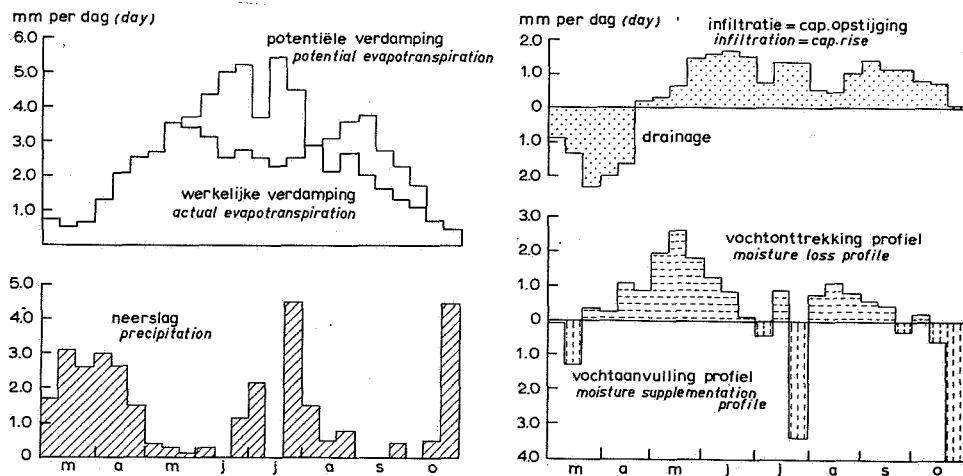 mm per dag (day)
6.0
5.0
4.0
3.0
2.0
1.0
potentiële verdamping
potential evapotranspiration
werkelijke verdamping
actual evapotranspiration
5.0
4.0
3.0
2.0
1.0
0
neerslag
precipitation
m a m j j a s o
mm per dag (day)
2.0
1.0
0
1.0
2.0
infiltratie = cap. opstijging
infiltration = cap. rise
drainage
3.0
2.0
1.0
0
1.0
2.0
3.0
4.0
vochtonttrekking profiel
moisture loss profile
vochtaanvulling profiel
moisture supplementation
profile
m a m j j a s o